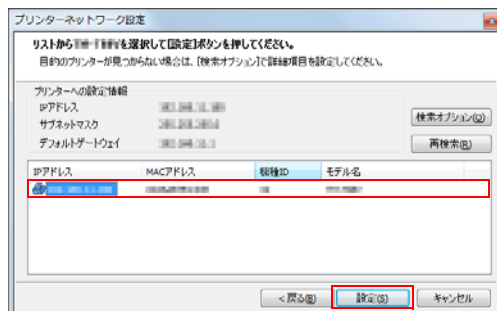 プリンターネットワーク設定
リストから を選択して[設定]ボタンを押してください。
目的のプリンターが見つからない場合は、[検索オプション]で詳細項目を設定してください。
プリンターへの設定情報
IPアドレス
サブネットマスク
デフォルトゲートウェイ
検索オプション(O)
再検索(R)
IPアドレス MACアドレス 機種ID モデル名
<戻る(B) 設定(S) キャンセル